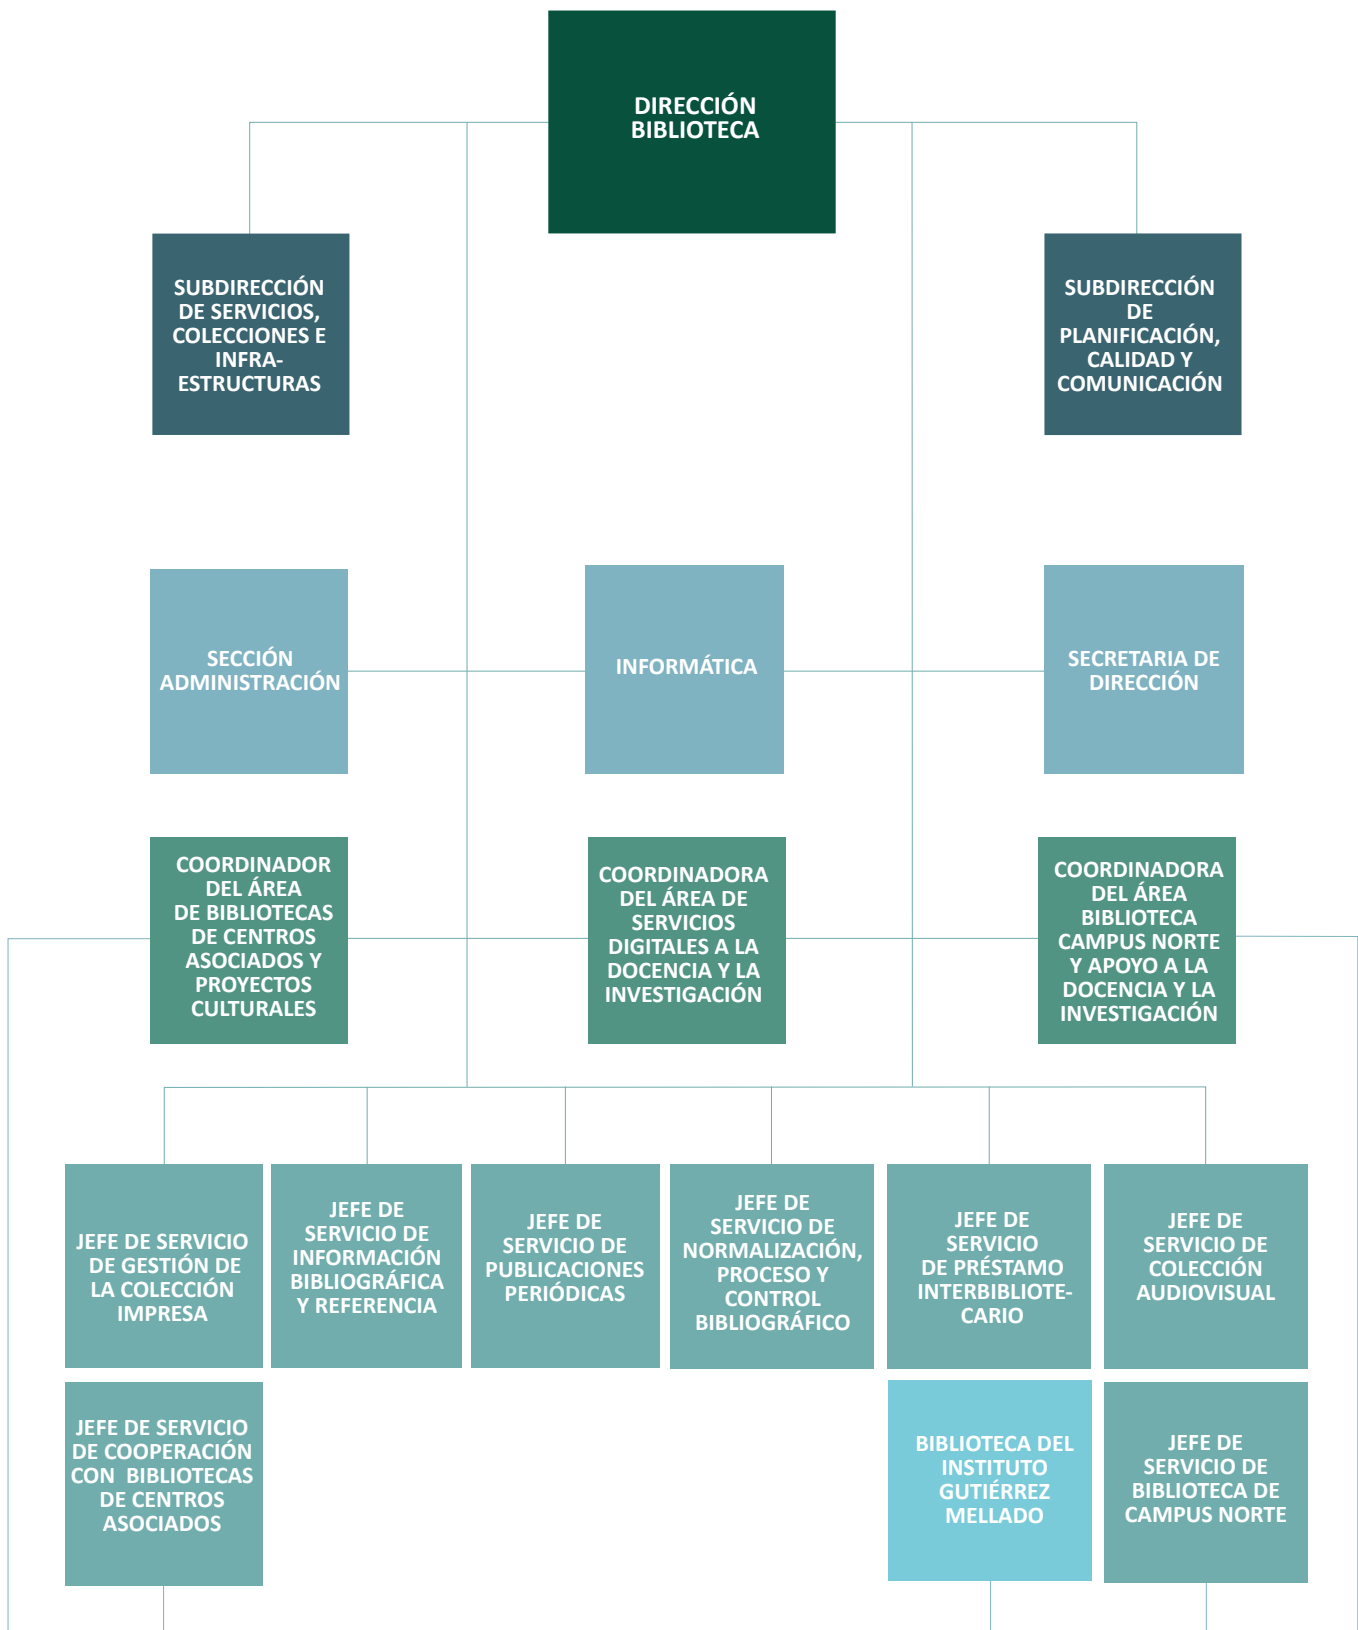 DIRECCIÓN
BIBLIOTECA
SUBDIRECCIÓN
DE SERVICIOS,
COLECCIONES E
INFRA-
ESTRUCTURAS
SUBDIRECCIÓN
DE
PLANIFICACIÓN,
CALIDAD Y
COMUNICACIÓN
SECCIÓN
ADMINISTRACIÓN
INFORMÁTICA
SECRETARIA DE
DIRECCIÓN
COORDINADOR
DEL ÁREA
DE BIBLIOTECAS
DE CENTROS
ASOCIADOS Y
PROYECTOS
CULTURALES
COORDINADORA
DEL ÁREA DE
SERVICIOS
DIGITALES A LA
DOCENCIA Y LA
INVESTIGACIÓN
COORDINADORA
DEL ÁREA
BIBLIOTECA
CAMPUS NORTE
Y APOYO A LA
DOCENCIA Y LA
INVESTIGACIÓN
JEFE DE SERVICIO
DE GESTIÓN DE
LA COLECCIÓN
IMPRESA
JEFE DE
SERVICIO DE
INFORMACIÓN
BIBLIOGRÁFICA
Y REFERENCIA
JEFE DE
SERVICIO DE
PUBLICACIONES
PERIÓDICAS
JEFE DE
SERVICIO DE
NORMALIZACIÓN,
PROCESO Y
CONTROL
BIBLIOGRÁFICO
JEFE DE
SERVICIO
DE PRÉSTAMO
INTERBIBLIOTE-
CARIO
JEFE DE
SERVICIO DE
COLECCIÓN
AUDIOVISUAL
JEFE DE SERVICIO
DE COOPERACIÓN
CON BIBLIOTECAS
DE CENTROS
ASOCIADOS
BIBLIOTECA DEL
INSTITUTO
GUTIÉRREZ
MELLADO
JEFE DE
SERVICIO DE
BIBLIOTECA DE
CAMPUS NORTE